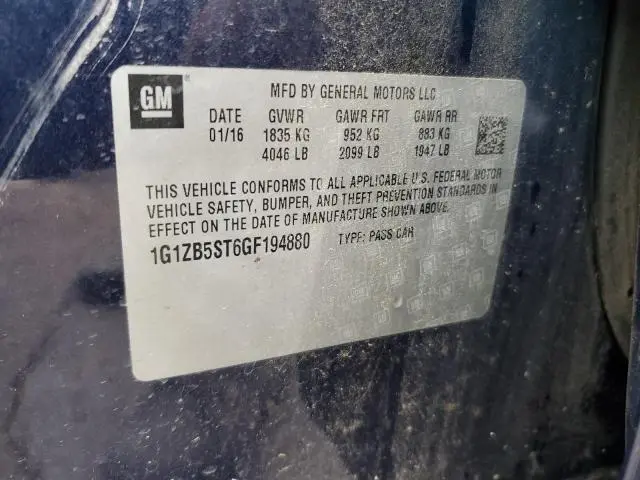 GM
MFD BY GENERAL MOTORS LLC
DATE GVWR GAWR FRT GAWR RR
01/16 1835 KG 952 KG 883 KG
4046 LB 2099 LB 1947 LB
THIS VEHICLE CONFORMS TO ALL APPLICABLE U.S. FEDERAL MOTOR
VEHICLE SAFETY, BUMPER, AND THEFT PREVENTION STANDARDS IN
EFFECT ON THE DATE OF MANUFACTURE SHOWN ABOVE.
1G1ZB5ST6GF194880 TYPE: PASS CAR